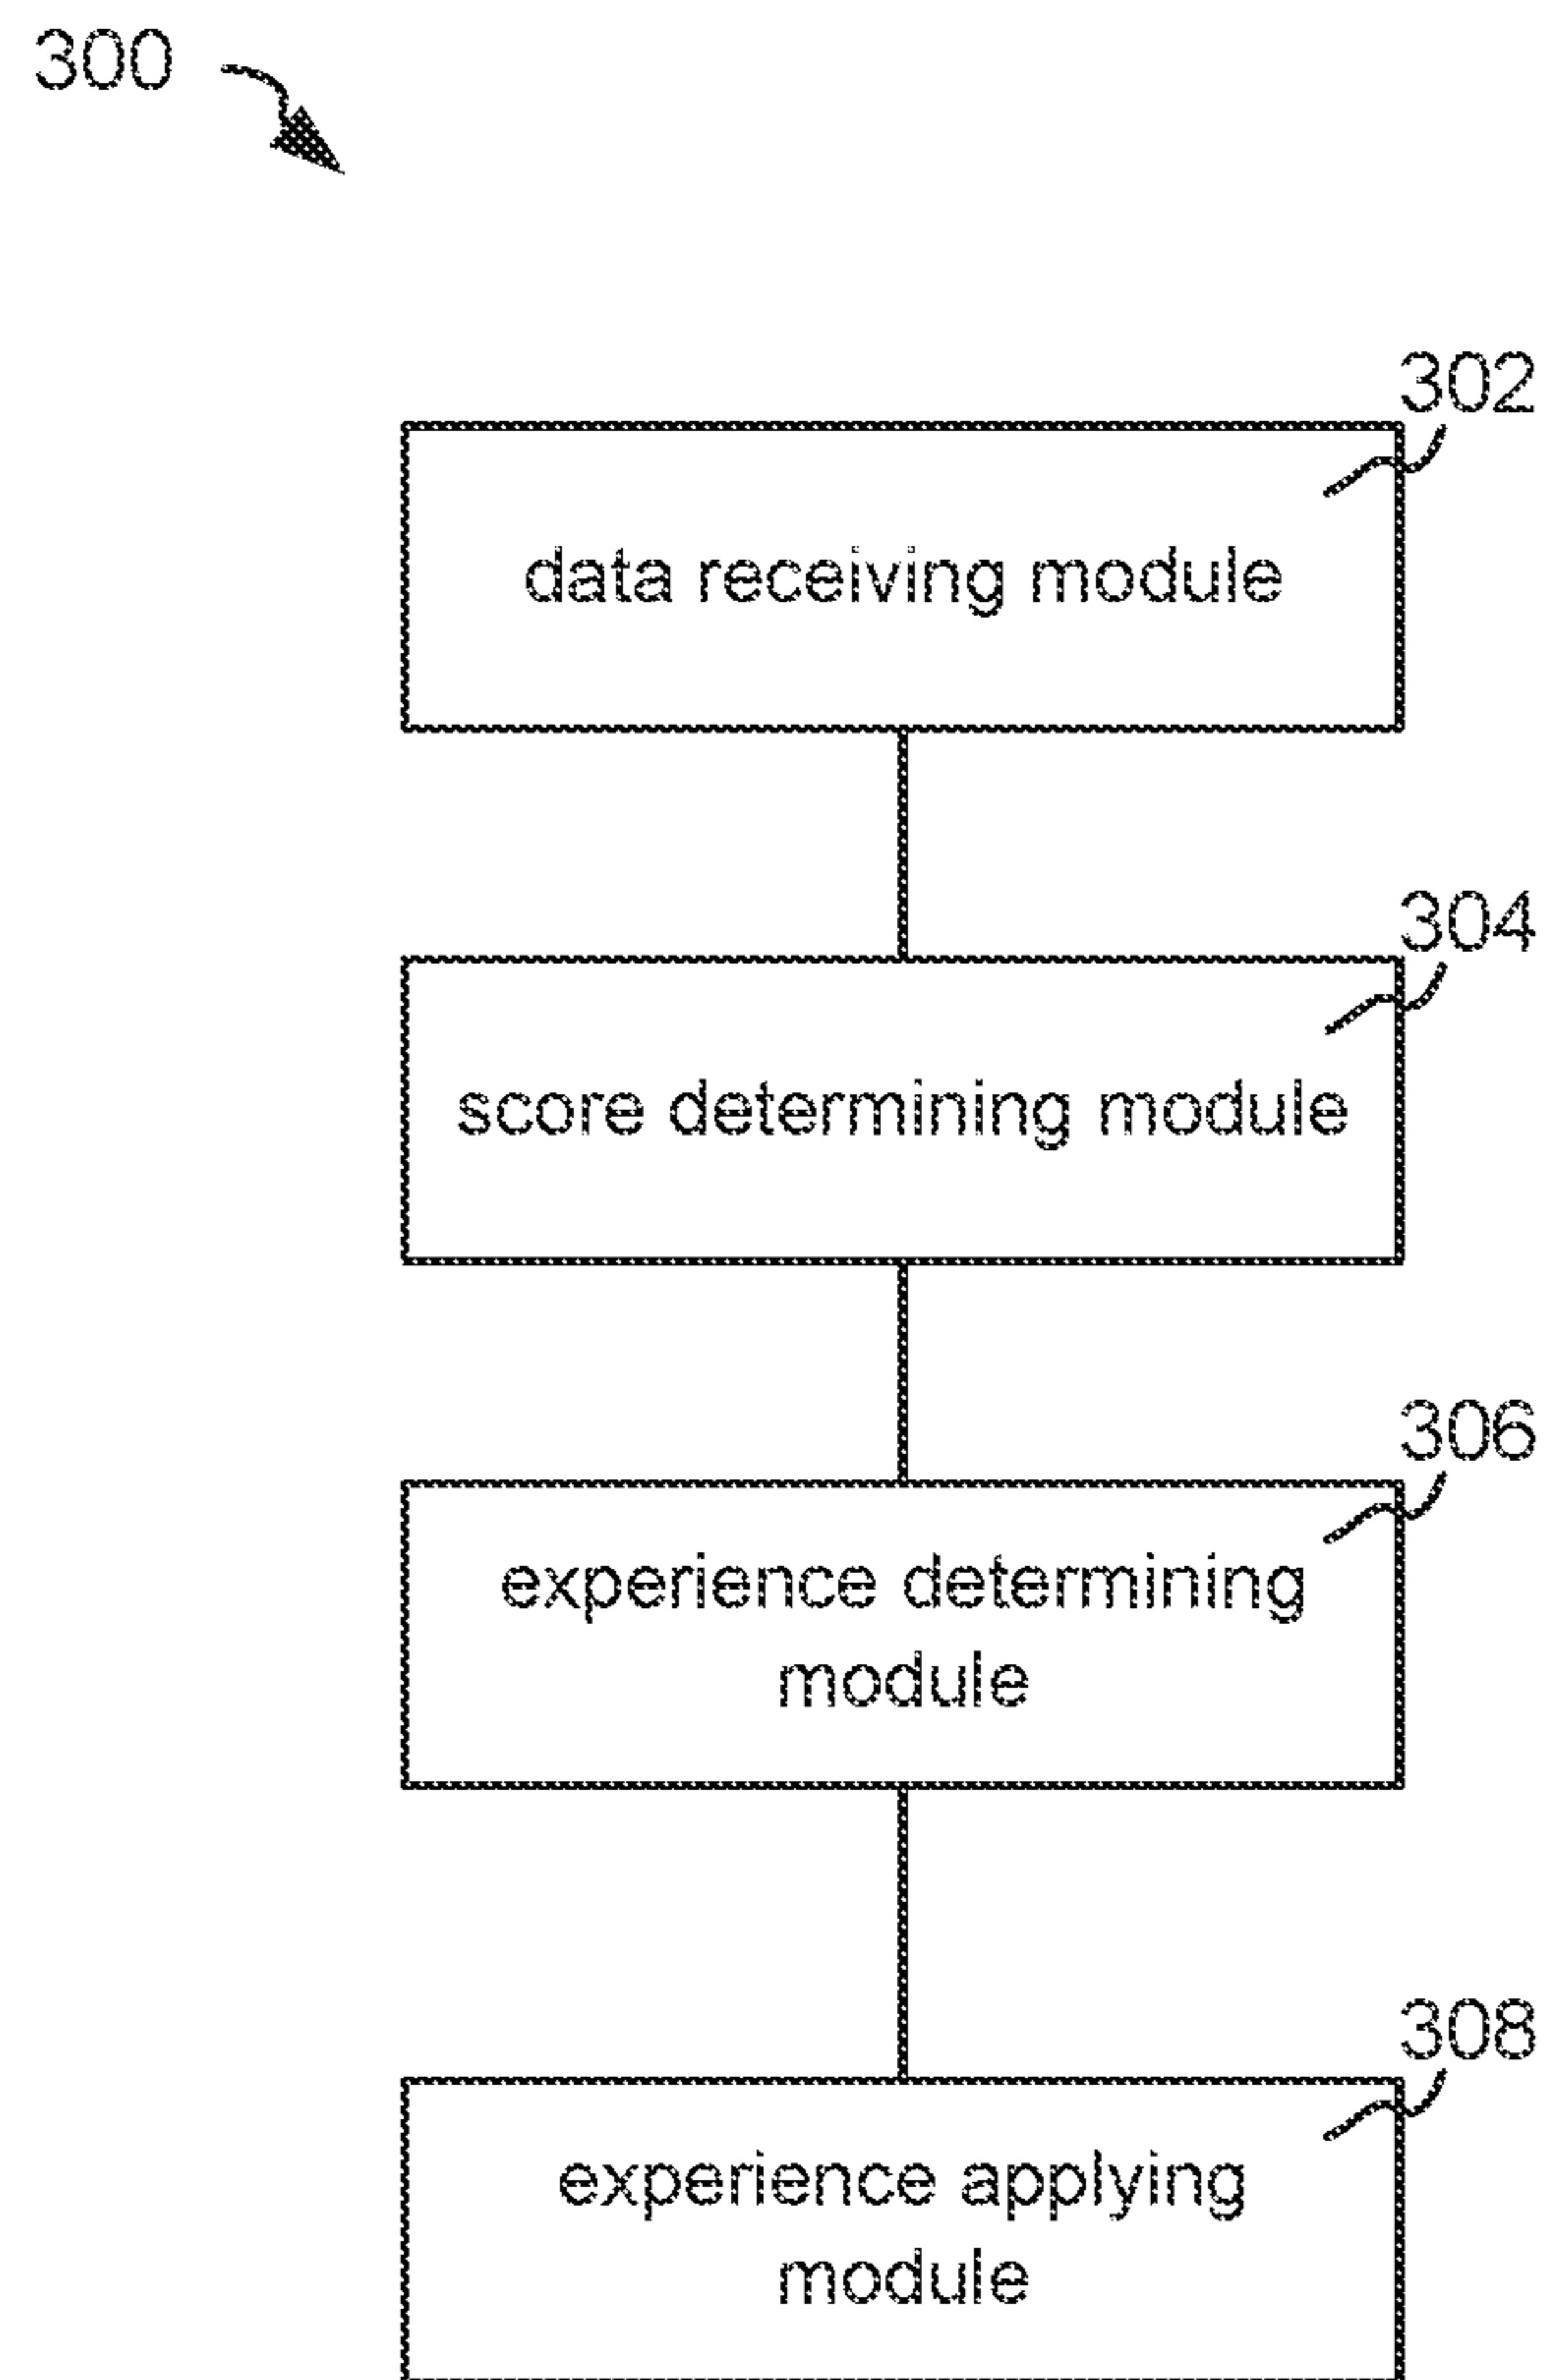 300
302
data receiving module
304
score determining module
306
experience determining
module
308
experience applying
module